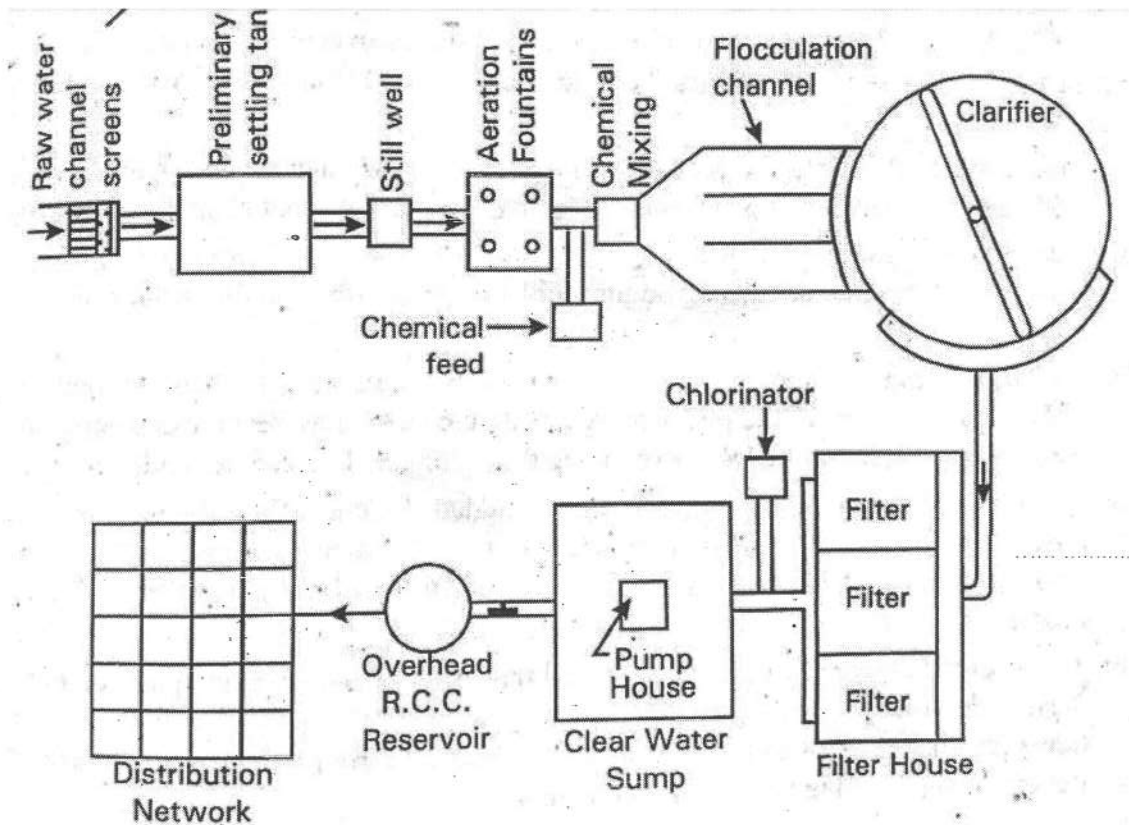 Raw water
channel
screens
Preliminary
setting tan
Still well
Aeration
Fountains
Chemical
Mixing
Flocculation
channel
Clarifier
Chemical
feed
Chlorinator
Filter
Filter
Filter
Filter House
Pump
House
Clear Water
Sump
Overhead
R.C.C.
Reservoir
Distribution
Network